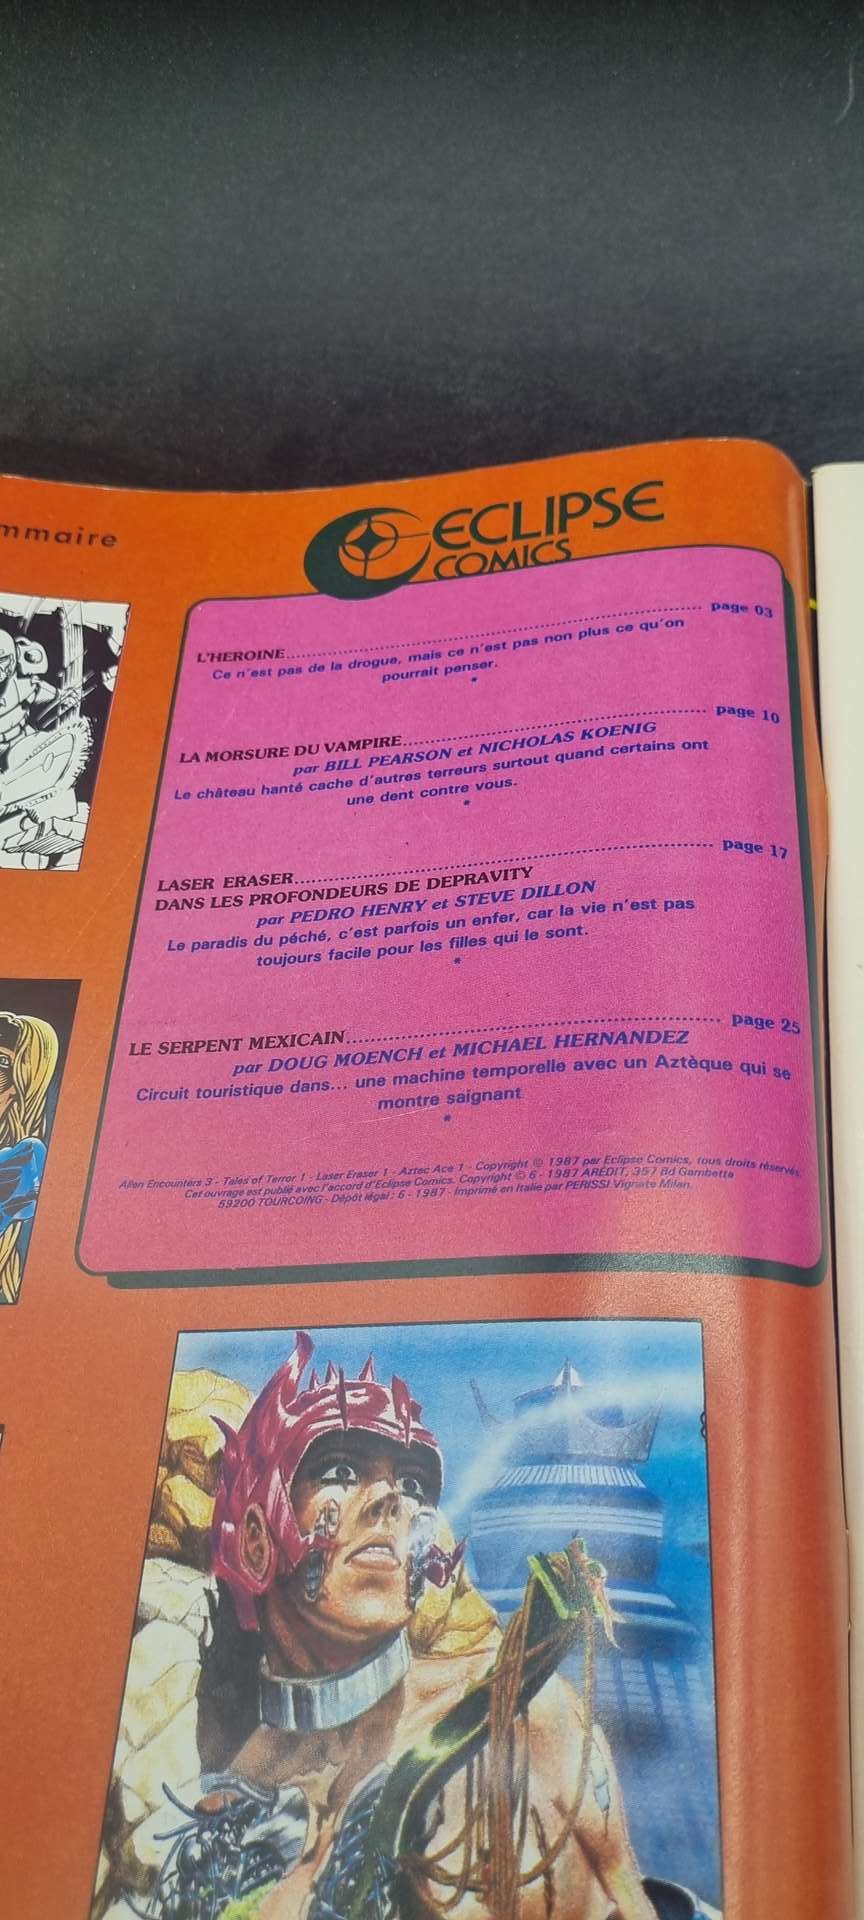 mmaire
ECLIPSE
COMICS
L'HEROINE.................... page 03
Ce n'est pas de la drogue, mais ce n'est pas non plus ce qu'on
pourrait penser.
*
LA MORSURE DU VAMPIRE.................... page 10
par BILL PEARSON et NICHOLAS KOENIG
Le château hanté cache d'autres terreurs surtout quand certains ont
une dent contre vous.
*
LASER ERASER.................... page 17
DANS LES PROFONDEURS DE DEPRAVITY
par PEDRO HENRY et STEVE DILLON
Le paradis du péché, c'est parfois un enfer, car la vie n'est pas
toujours facile pour les filles qui le sont.
*
LE SERPENT MEXICAIN.................... page 25
par DOUG MOENCH et MICHAEL HERNANDEZ
Circuit touristique dans... une machine temporelle avec un Aztèque qui se
montre saignant
*
Alien Encounters 3 - Tales of Terror 1 - Laser Eraser 1 - Aztec Ace 1 - Copyright © 1987 par Eclipse Comics, tous droits réservés.
Cet ouvrage est publié avec l'accord d'Eclipse Comics. Copyright © 6 - 1987 ARÉDIT, 357 Bd Gambetta
59200 TOURCOING - Dépôt légal : 6 - 1987 - Imprimé en Italie par PERISSI Vignate Milan.